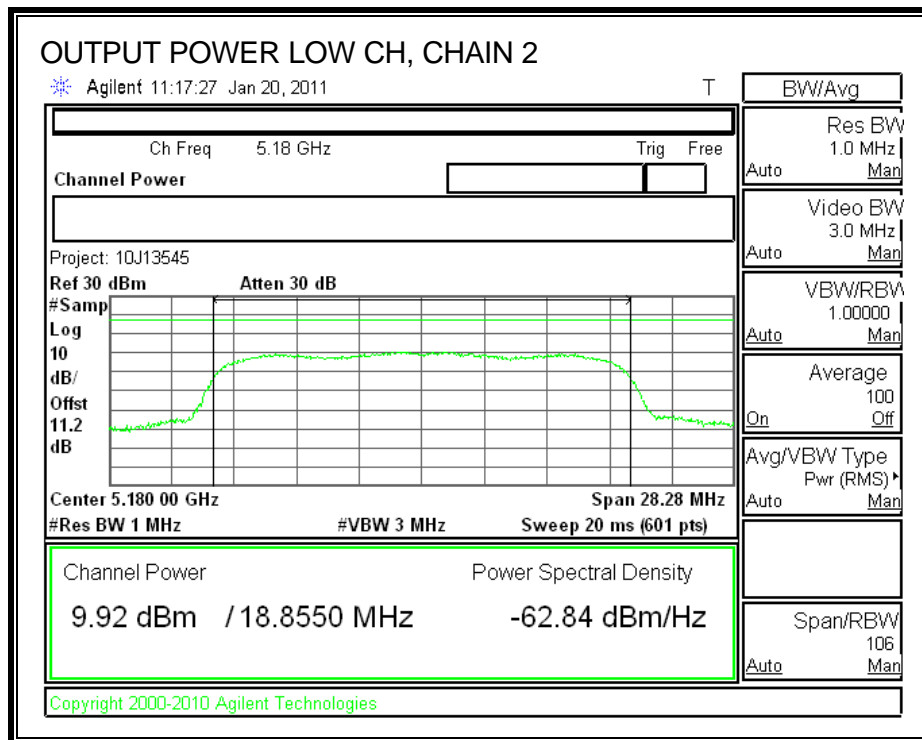 OUTPUT POWER LOW CH, CHAIN 2
Agilent 11:17:27 Jan 20, 2011 T
Ch Freq 5.18 GHz Trig Free
Channel Power
Project: 10J13545
Ref 30 dBm Atten 30 dB
#Samp
Log
10
dB/
Offst
11.2
dB
Center 5.180 00 GHz Span 28.28 MHz
#Res BW 1 MHz #VBW 3 MHz Sweep 20 ms (601 pts)
Channel Power Power Spectral Density
9.92 dBm / 18.8550 MHz -62.84 dBm/Hz
Copyright 2000-2010 Agilent Technologies
BW/Avg
Res BW
1.0 MHz
Auto Man
Video BW
3.0 MHz
Auto Man
VBW/RBW
1.00000
Auto Man
Average
100
On Off
Avg/VBW Type
Pwr (RMS)
Auto Man
Span/RBW
106
Auto Man